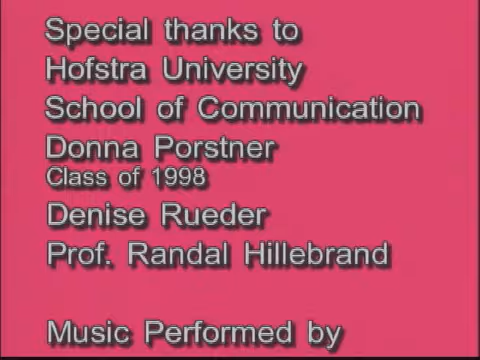 Special thanks to
Hofstra University
School of Communication
Donna Porstner
Class of 1998
Denise Rueder
Prof. Randal Hillebrand
Music Performed by